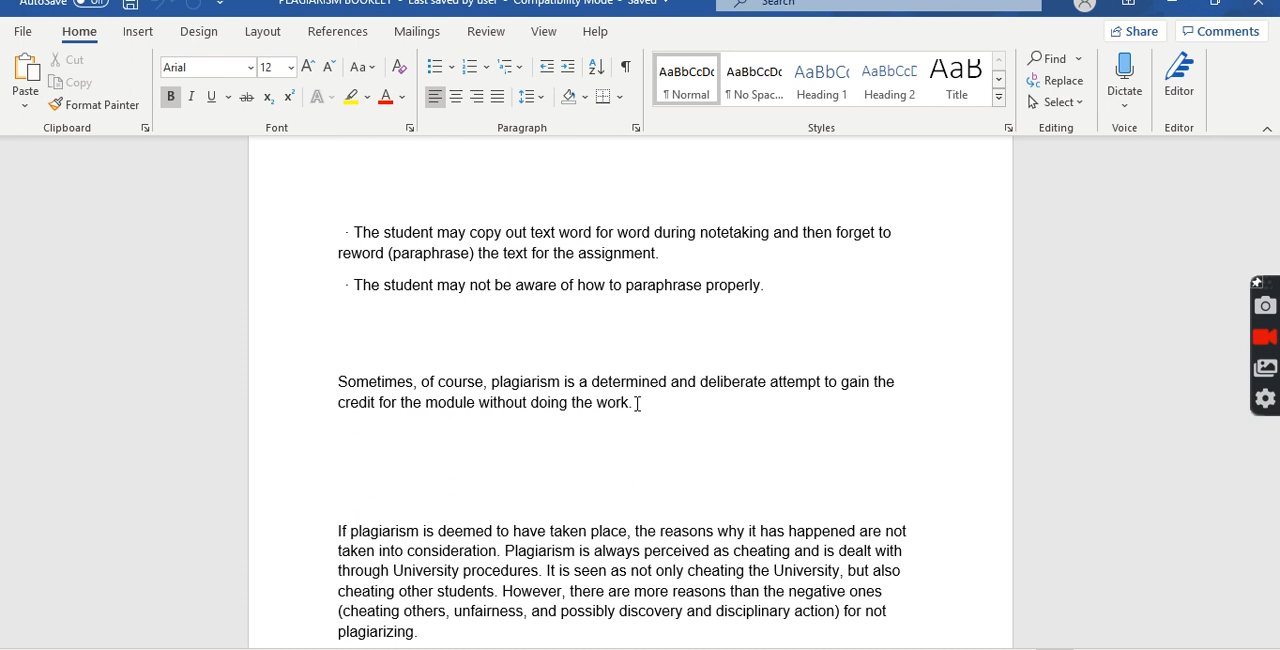 AutoSave Off PLAGIARISM BOOKLET - Last saved by user - Compatibility Mode - Saved Search
File Home Insert Design Layout References Mailings Review View Help Share Comments
Paste Cut Copy Format Painter
Arial 12 Aa
B I U ab x₂ x² A A
AaBbCcDc AaBbCcDc AaBbCc AaBbCcE AaB
¶ Normal ¶ No Spac... Heading 1 Heading 2 Title
Find Replace Select
Dictate Editor
Clipboard Font Paragraph Styles Editing Voice Editor
· The student may copy out text word for word during notetaking and then forget to
reword (paraphrase) the text for the assignment.
· The student may not be aware of how to paraphrase properly.
Sometimes, of course, plagiarism is a determined and deliberate attempt to gain the
credit for the module without doing the work.
If plagiarism is deemed to have taken place, the reasons why it has happened are not
taken into consideration. Plagiarism is always perceived as cheating and is dealt with
through University procedures. It is seen as not only cheating the University, but also
cheating other students. However, there are more reasons than the negative ones
(cheating others, unfairness, and possibly discovery and disciplinary action) for not
plagiarizing.